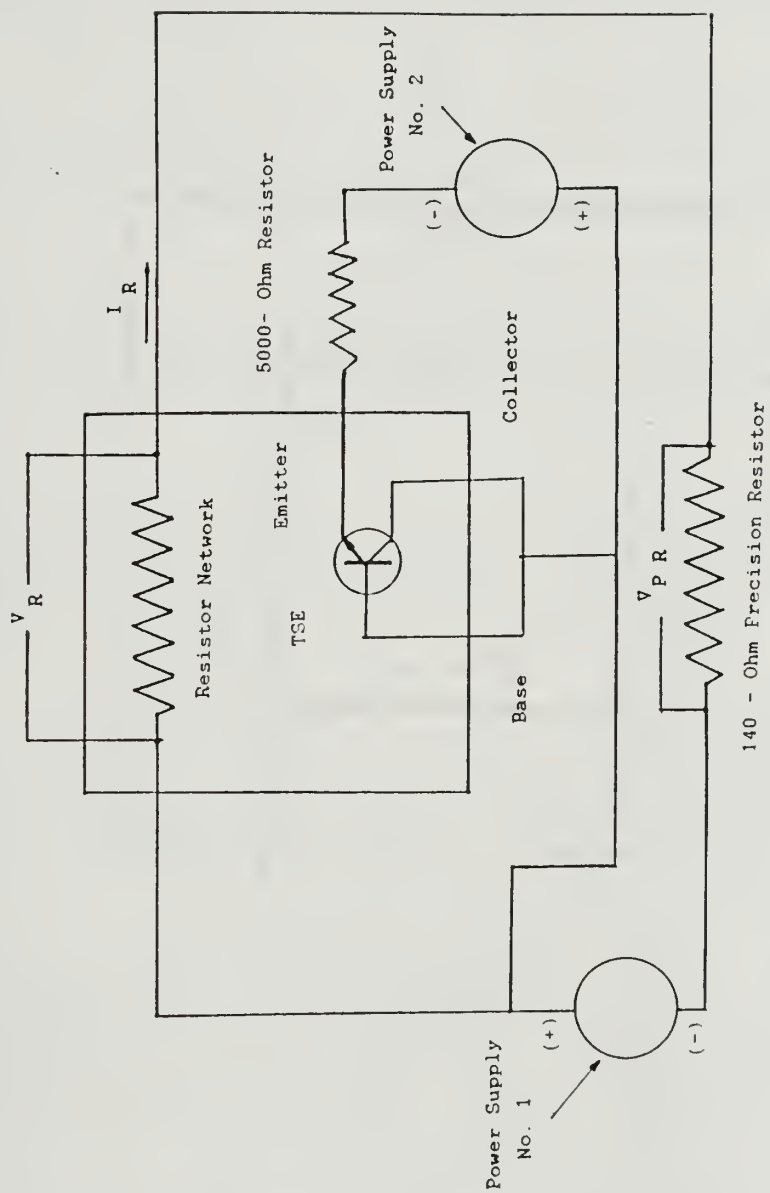 V
R
I
R
Resistor Network
5000- Ohm Resistor
Power Supply
No. 2
(-)
(+)
Emitter
TSE
Collector
Base
Power Supply
No. 1
(+)
(-)
V
P R
140 - Ohm Precision Resistor